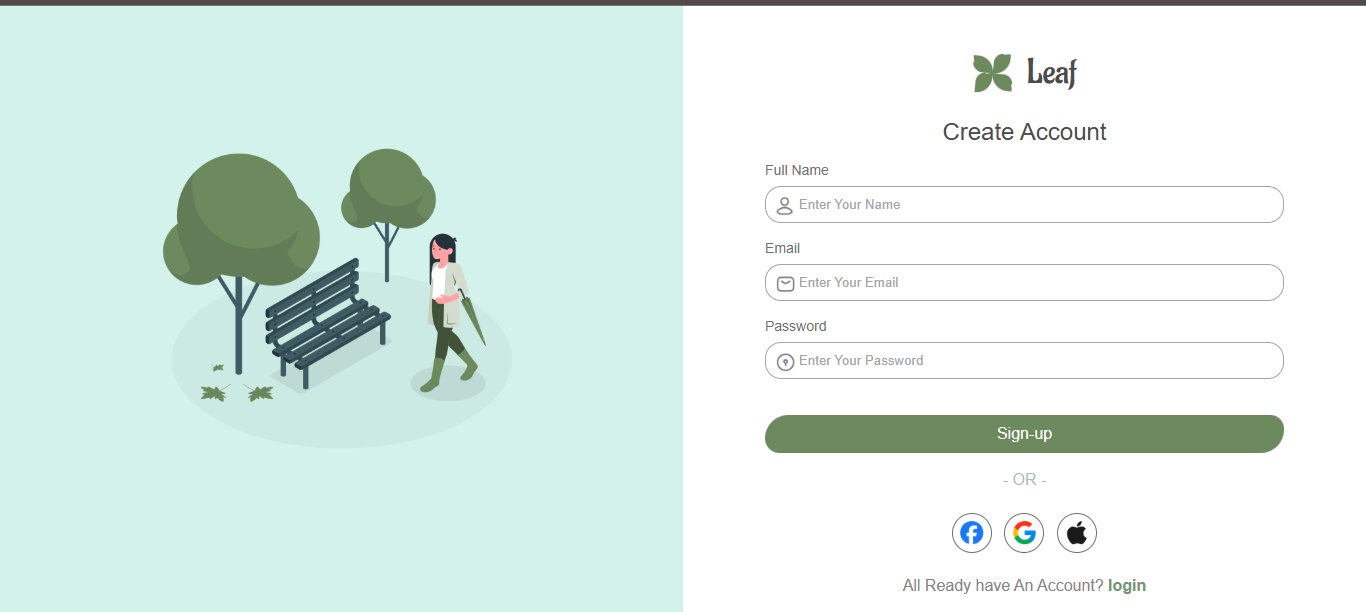 Leaf
Create Account
Full Name
Enter Your Name
Email
Enter Your Email
Password
Enter Your Password
Sign-up
- OR -
All Ready have An Account? login